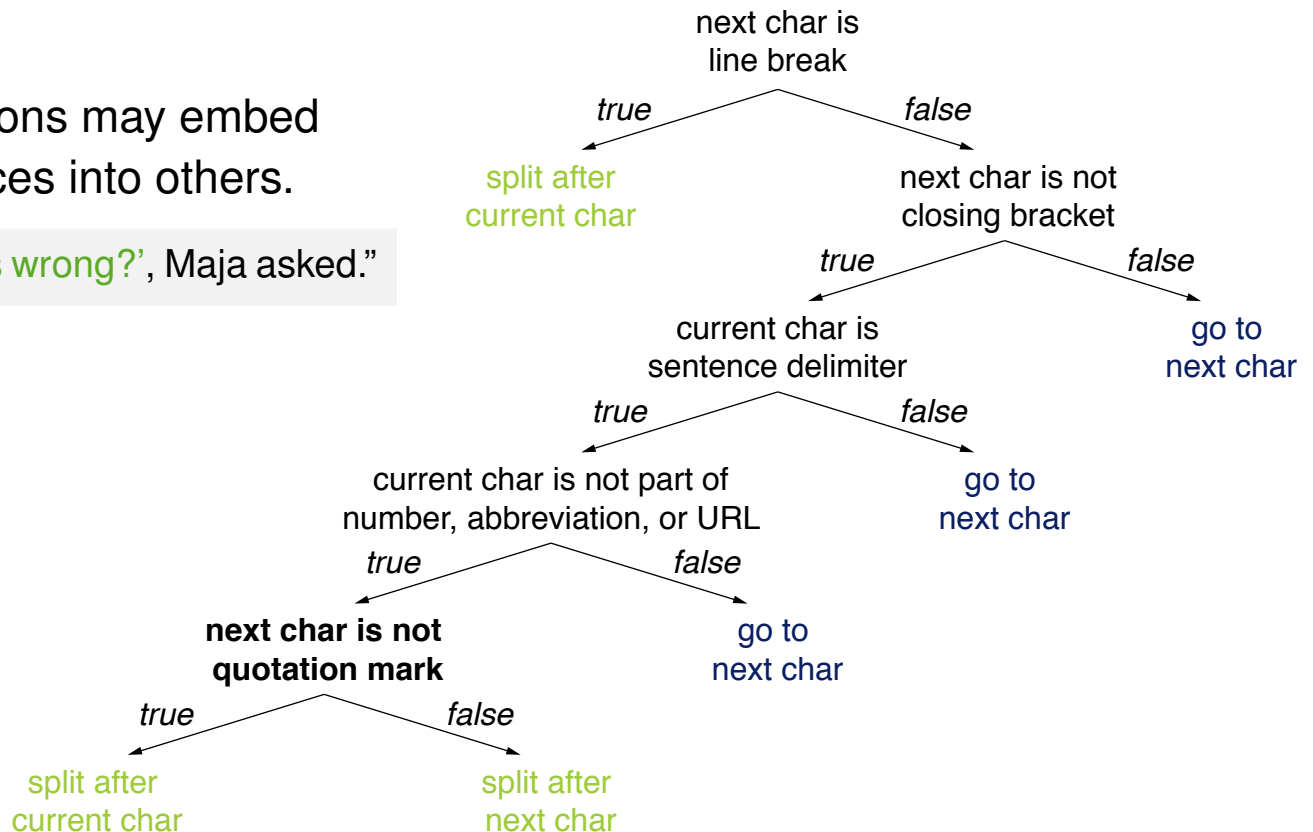 next char is
line break
ons may embed
true
false
ces into others.
split after
current char
next char is not
closing bracket
s wrong?’, Maja asked.”
true
false
current char is
sentence delimiter
go to
next char
true
false
current char is not part of
number, abbreviation, or URL
go to
next char
true
false
next char is not
quotation mark
go to
next char
true
false
split after
current char
split after
next char